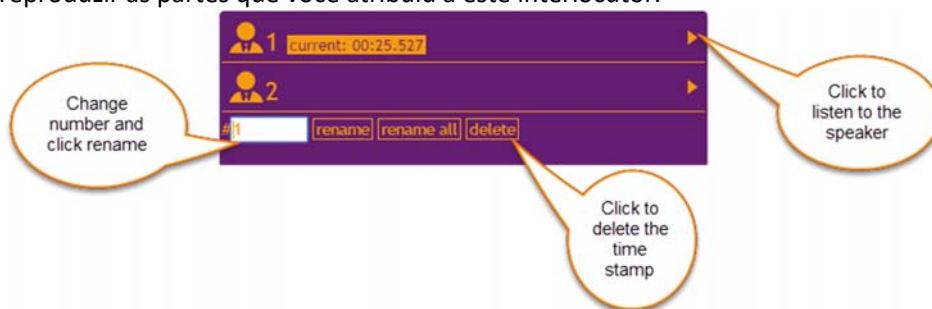 reproduzir as partes que você atribuiu a este interlocutor.
1 current: 00:25.527
2
#1 rename rename all delete
Change
number and
click rename
Click to
listen to the
speaker
Click to
delete the
time
stamp